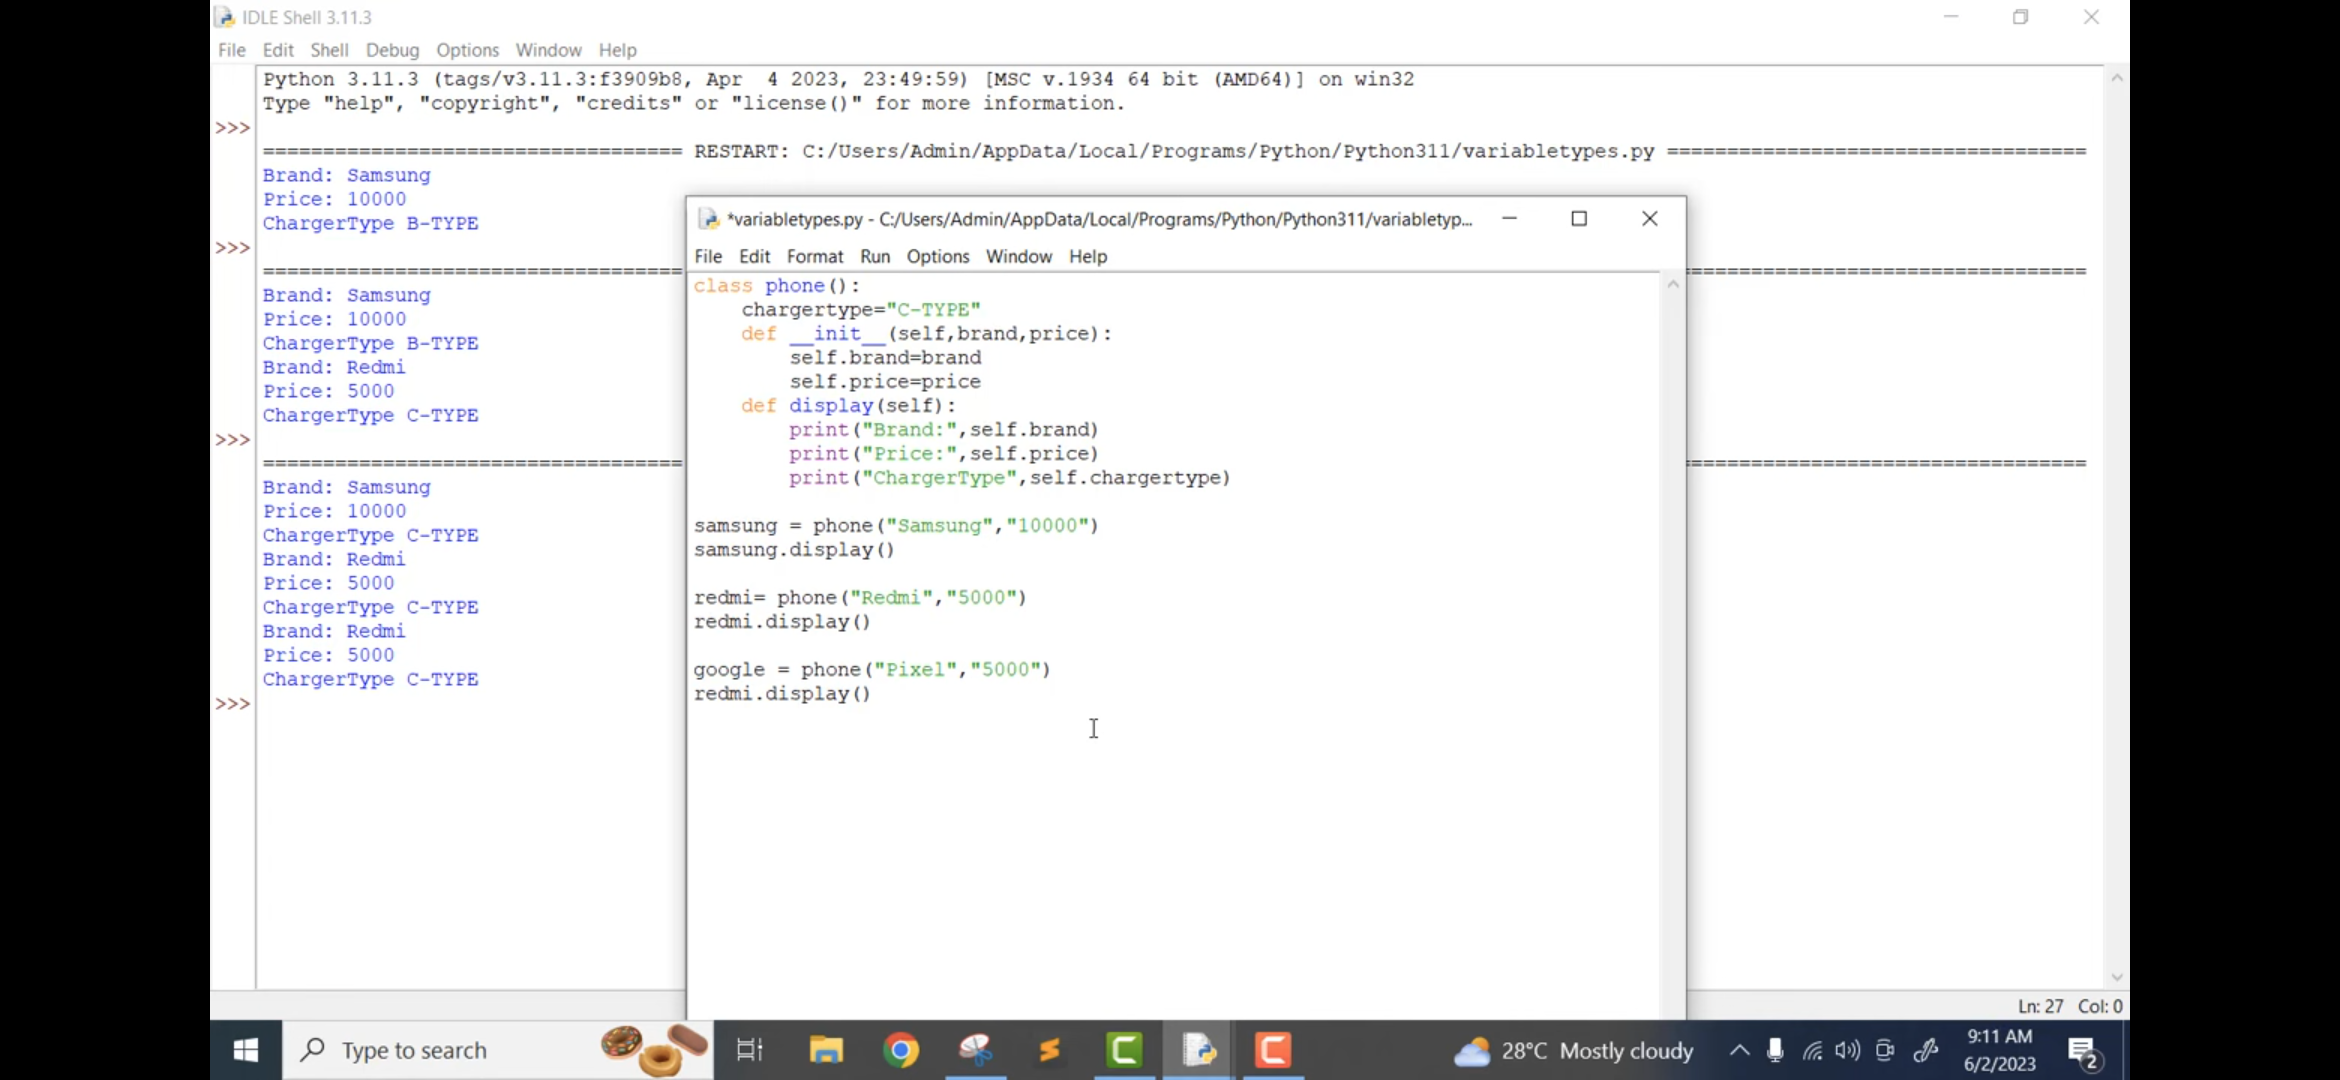 IDLE Shell 3.11.3
File Edit Shell Debug Options Window Help
Python 3.11.3 (tags/v3.11.3:f3909b8, Apr  4 2023, 23:49:59) [MSC v.1934 64 bit (AMD64)] on win32
Type "help", "copyright", "credits" or "license()" for more information.
>>>
=================================== RESTART: C:/Users/Admin/AppData/Local/Programs/Python/Python311/variabletypes.py ===================================
Brand: Samsung
Price: 10000
ChargerType B-TYPE
>>>
===================================
Brand: Samsung
Price: 10000
ChargerType B-TYPE
Brand: Redmi
Price: 5000
ChargerType C-TYPE
>>>
===================================
Brand: Samsung
Price: 10000
ChargerType C-TYPE
Brand: Redmi
Price: 5000
ChargerType C-TYPE
Brand: Redmi
Price: 5000
ChargerType C-TYPE
>>>
*variabletypes.py - C:/Users/Admin/AppData/Local/Programs/Python/Python311/variabletyp...
File Edit Format Run Options Window Help
class phone():
    chargertype="C-TYPE"
    def __init__(self,brand,price):
        self.brand=brand
        self.price=price
    def display(self):
        print("Brand:",self.brand)
        print("Price:",self.price)
        print("ChargerType",self.chargertype)
samsung = phone("Samsung","10000")
samsung.display()
redmi= phone("Redmi","5000")
redmi.display()
google = phone("Pixel","5000")
redmi.display()
Ln: 27 Col: 0
Type to search
28°C Mostly cloudy
9:11 AM
6/2/2023
2